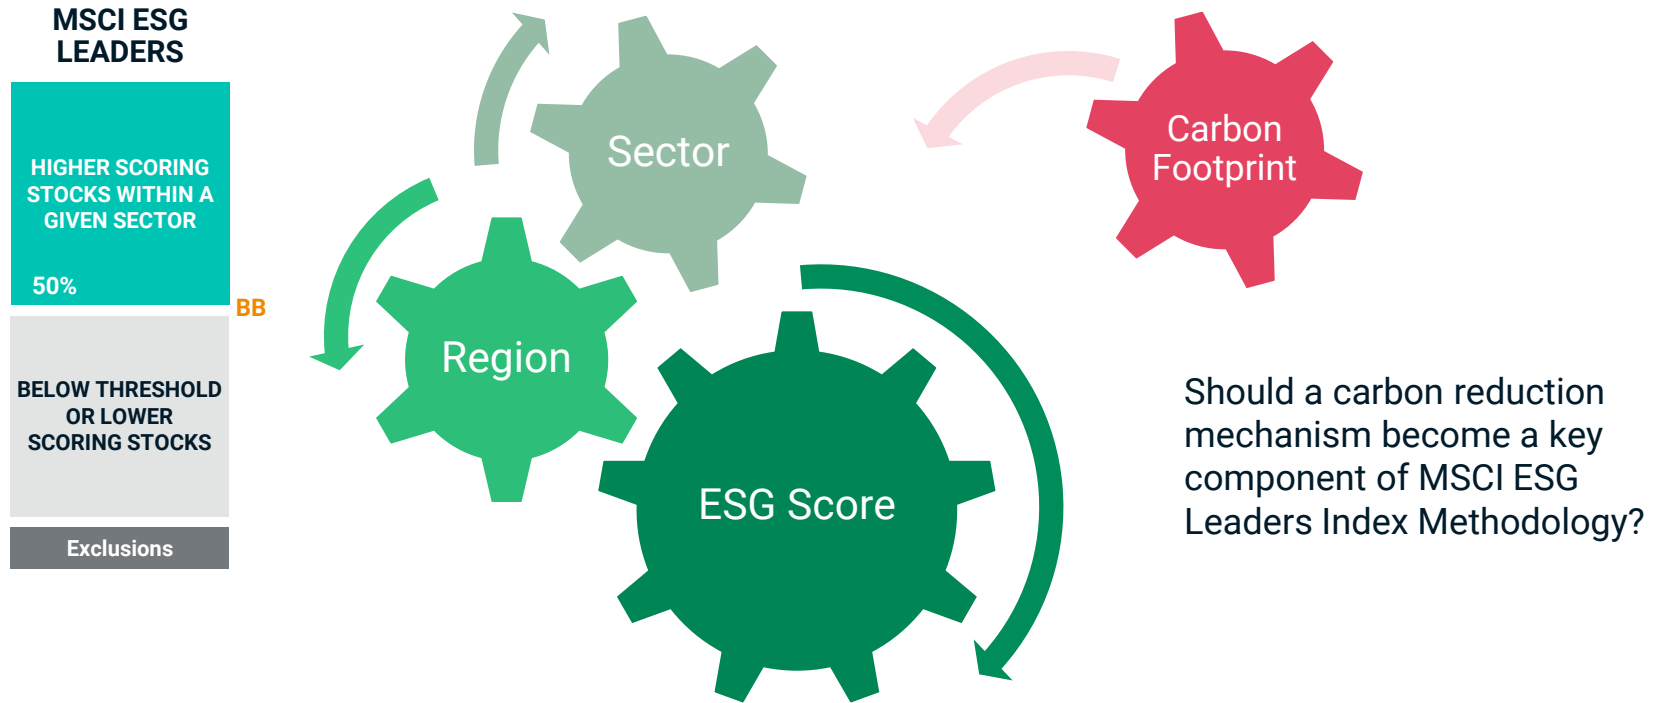 MSCI ESG
LEADERS
HIGHER SCORING
STOCKS WITHIN A
GIVEN SECTOR
50%
BB
BELOW THRESHOLD
OR LOWER
SCORING STOCKS
Exclusions
Sector
Region
ESG Score
Carbon
Footprint
Should a carbon reduction
mechanism become a key
component of MSCI ESG
Leaders Index Methodology?